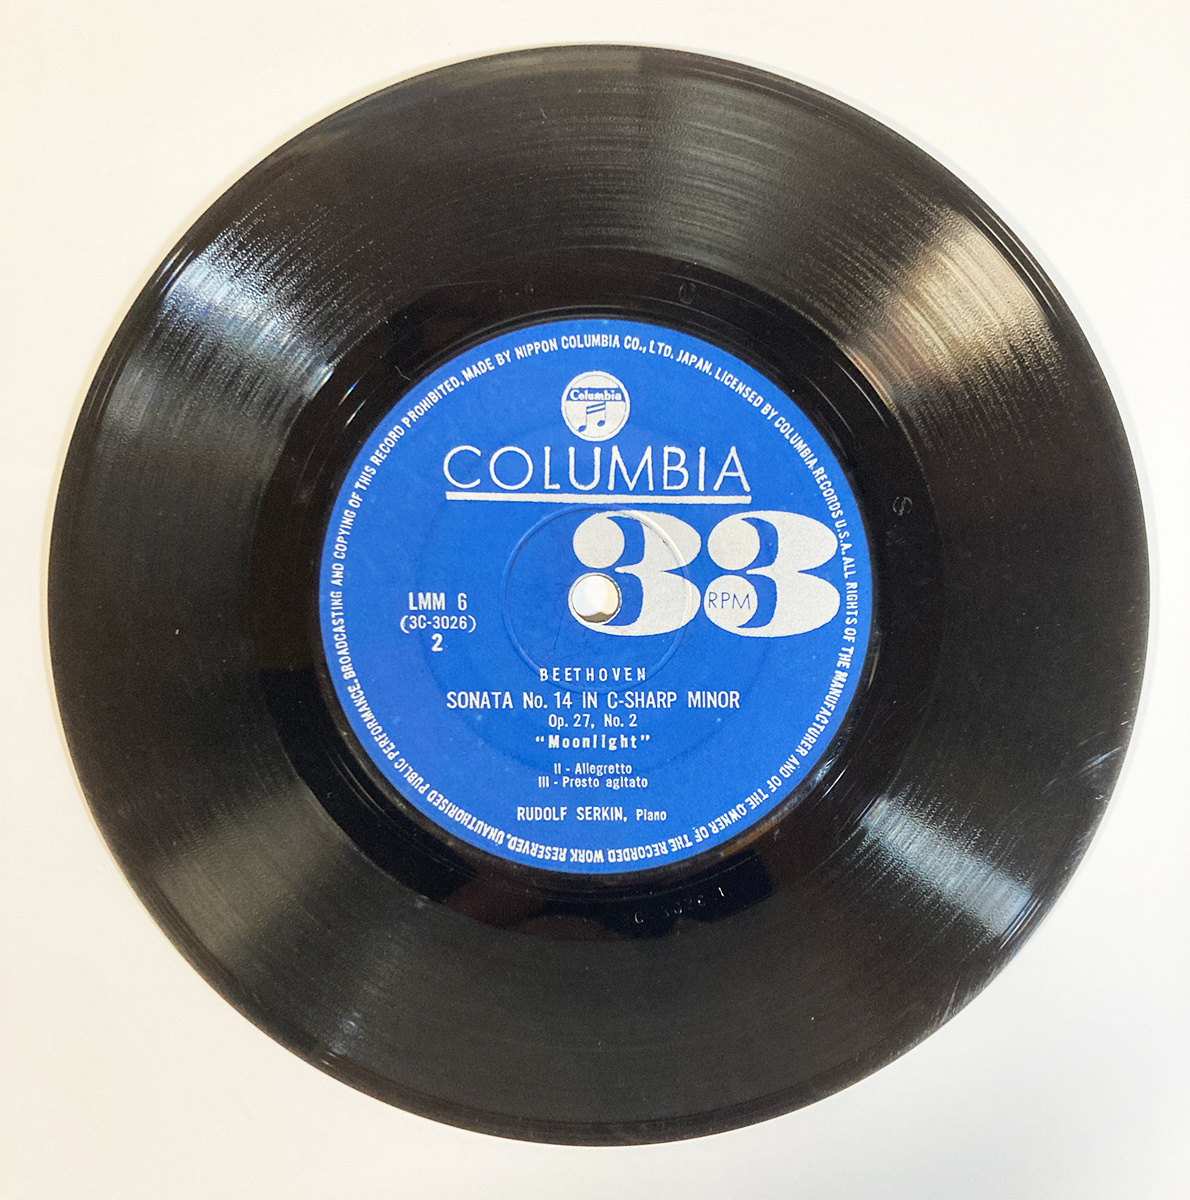 MADE BY NIPPON COLUMBIA CO., LTD. JAPAN. LICENSED BY COLUMBIA RECORDS U.S.A. ALL RIGHTS OF THE MANUFACTURER AND OF THE OWNER OF THE RECORDED WORK RESERVED. UNAUTHORISED PUBLIC PERFORMANCE. BROADCASTING AND COPYING OF THIS RECORD PROHIBITED.
Columbia
COLUMBIA
33
RPM
LMM 6
(3C-3026)
2
BEETHOVEN
SONATA No. 14 IN C-SHARP MINOR
Op. 27, No. 2
“Moonlight”
II - Allegretto
III - Presto agitato
RUDOLF SERKIN, Piano